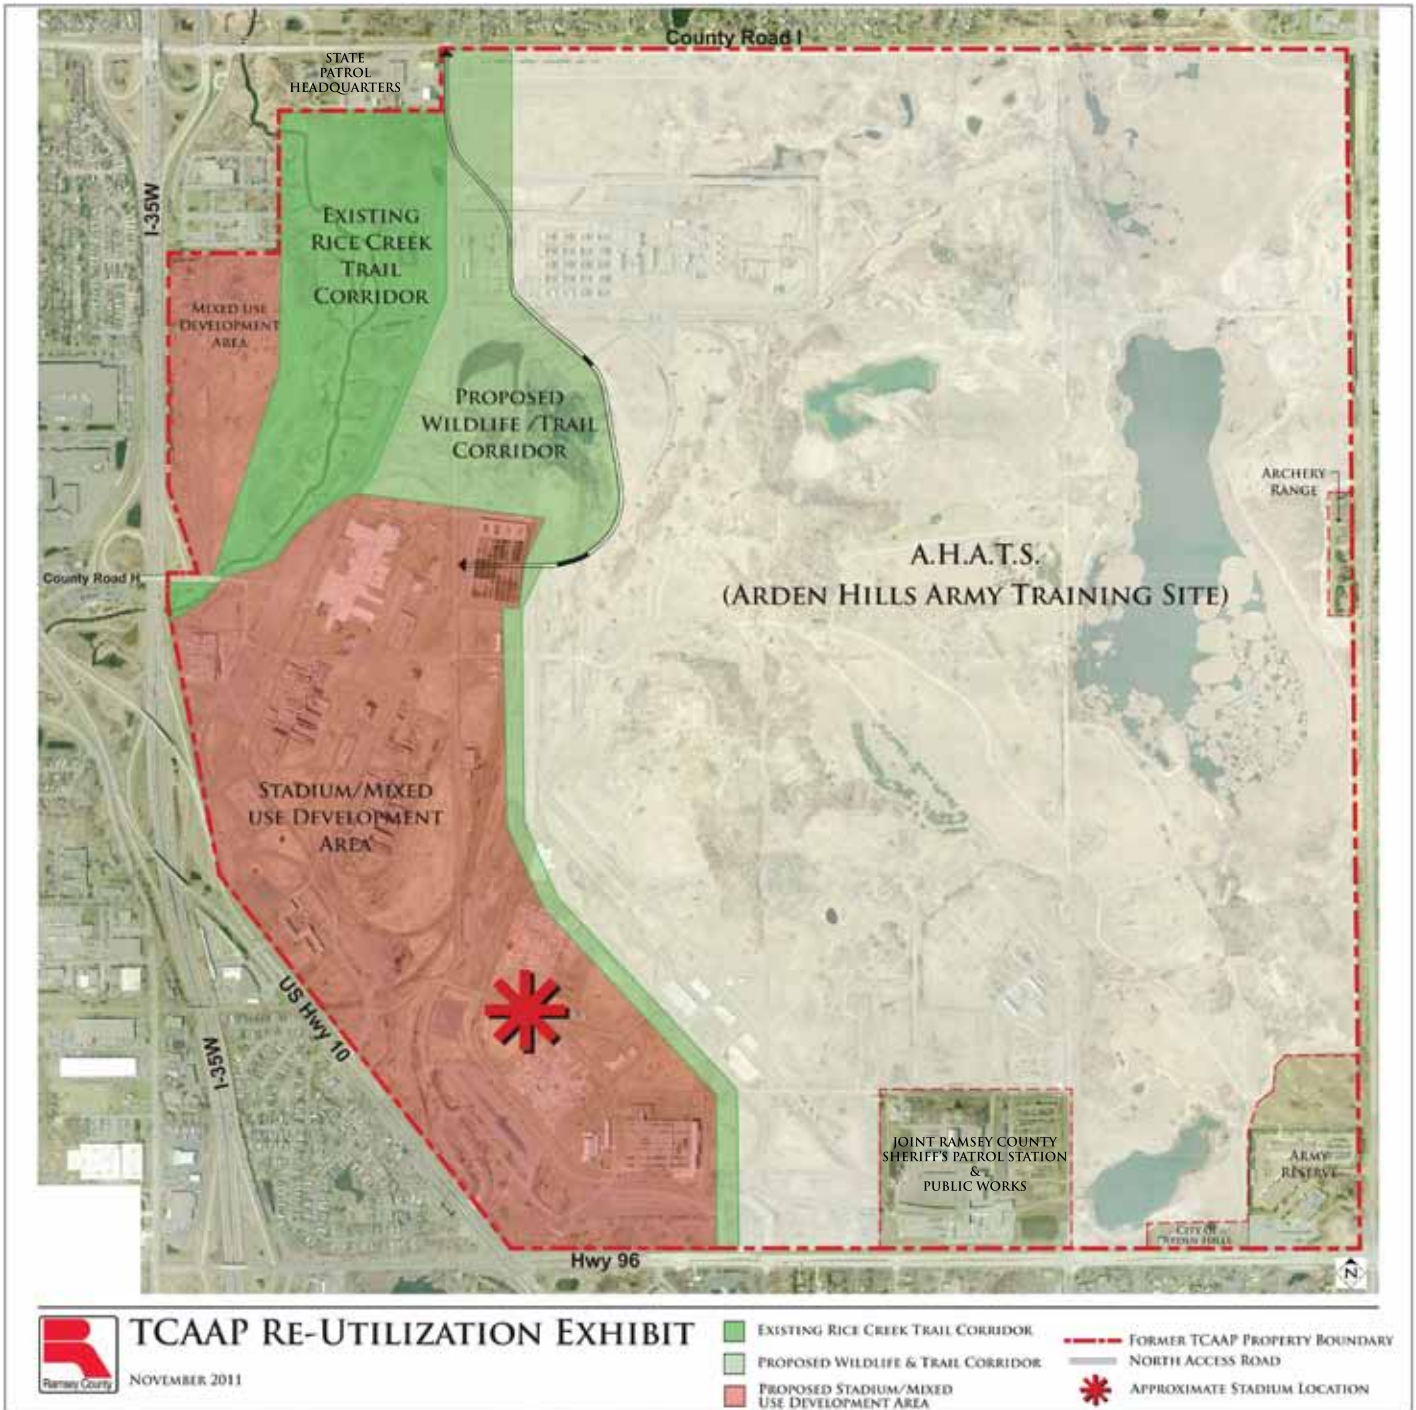 County Road I
STATE
PATROL
HEADQUARTERS
I-35W
EXISTING
RICE CREEK
TRAIL
CORRIDOR
MIXED USE
DEVELOPMENT
AREA
PROPOSED
WILDLIFE /TRAIL
CORRIDOR
ARCHERY
RANGE
A.H.A.T.S.
(ARDEN HILLS ARMY TRAINING SITE)
County Road H
STADIUM/MIXED
USE DEVELOPMENT
AREA
US Hwy 10
I-35W
JOINT RAMSEY COUNTY
SHERIFF'S PATROL STATION
&
PUBLIC WORKS
ARMY
RESERVE
CITY OF
ARDEN HILLS
Hwy 96
N
Ramsey County
TCAAP RE-UTILIZATION EXHIBIT
NOVEMBER 2011
EXISTING RICE CREEK TRAIL CORRIDOR
PROPOSED WILDLIFE & TRAIL CORRIDOR
PROPOSED STADIUM/MIXED
USE DEVELOPMENT AREA
FORMER TCAAP PROPERTY BOUNDARY
NORTH ACCESS ROAD
APPROXIMATE STADIUM LOCATION